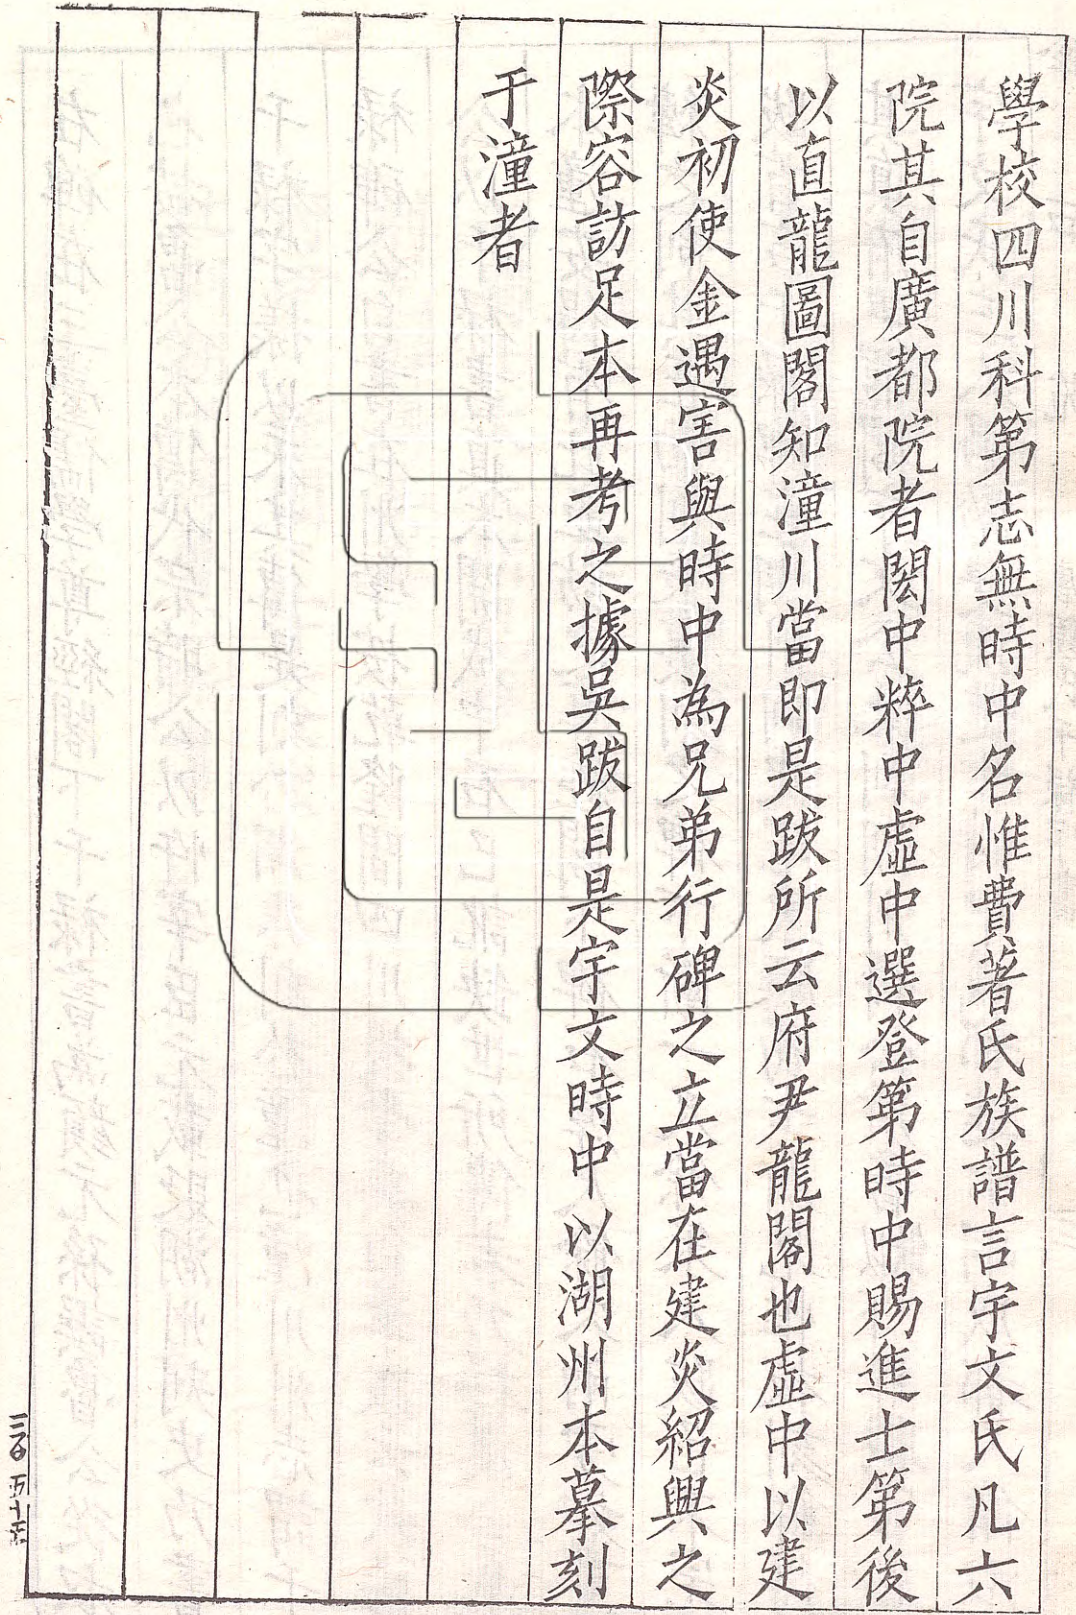 學校四川科第志無時中名惟費著氏族譜言宇文氏凡六
院其自廣都院者閎中粹中虛中選登第時中賜進士第後
以直龍圖閣知潼川當即是跋所云府尹龍閣也虛中以建
炎初使金遇害與時中為兄弟行碑之立當在建炎紹興之
際容訪足本再考之據吳跋自是宇文時中以湖州本摹刻
于潼者